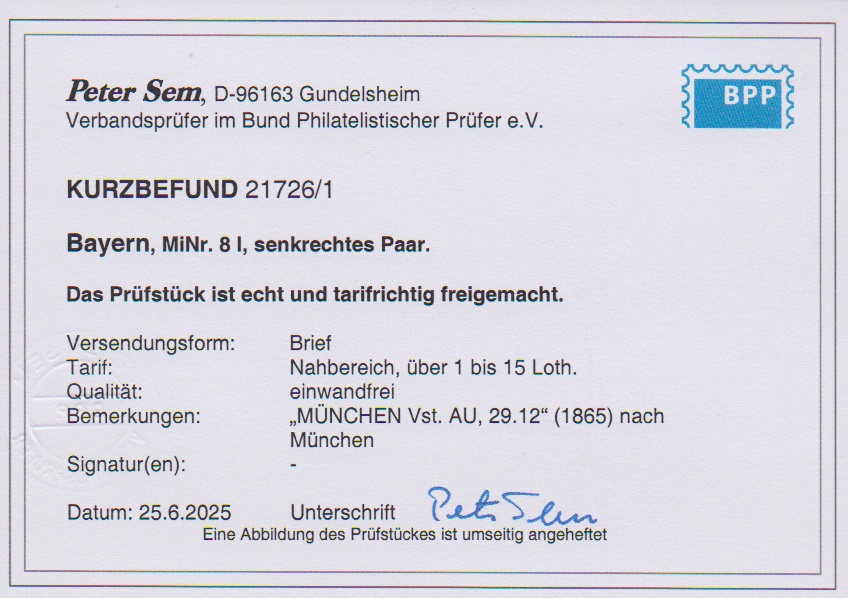 Peter Sem, D-96163 Gundelsheim
BPP
Verbandsprüfer im Bund Philatelistischer Prüfer e.V.
KURZBEFUND 21726/1
Bayern, MiNr. 8 I, senkrechtes Paar.
Das Prüfstück ist echt und tarifrichtig freigemacht.
Versendungsform: Brief
Tarif: Nahbereich, über 1 bis 15 Loth.
Qualität: einwandfrei
Bemerkungen: „MÜNCHEN Vst. AU, 29.12“ (1865) nach
München
Signatur(en): -
Datum: 25.6.2025 Unterschrift Peter Sem
Eine Abbildung des Prüfstückes ist umseitig angeheftet